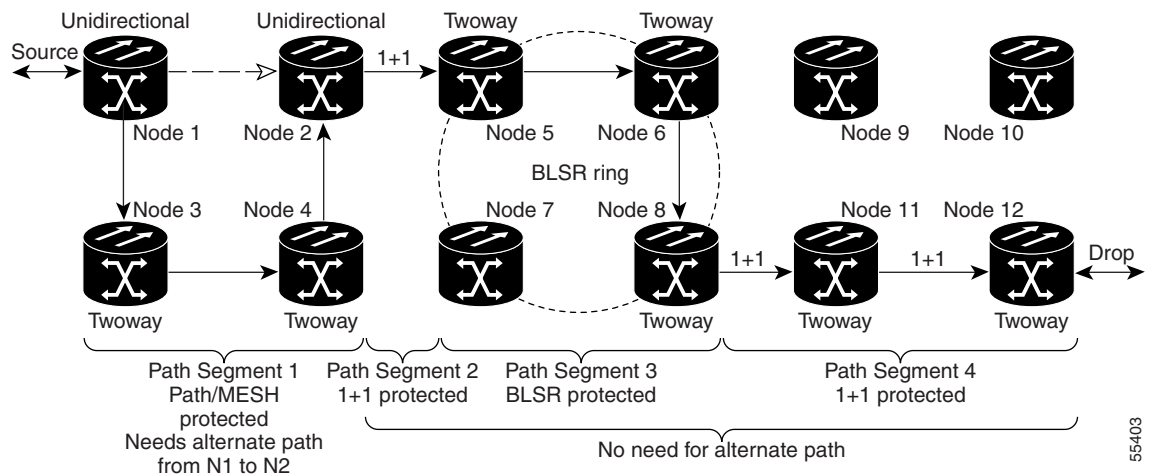 Unidirectional
Unidirectional
Twoway
Twoway
Source
1+1
Node 1
Node 2
Node 5
Node 6
Node 9
Node 10
BLSR ring
Node 3
Node 4
Node 7
Node 8
Node 11
Node 12
1+1
1+1
Drop
Twoway
Twoway
Twoway
Twoway
Twoway
Path Segment 1
Path/MESH
protected
Needs alternate path
from N1 to N2
Path Segment 2
1+1 protected
Path Segment 3
BLSR protected
Path Segment 4
1+1 protected
No need for alternate path
55403